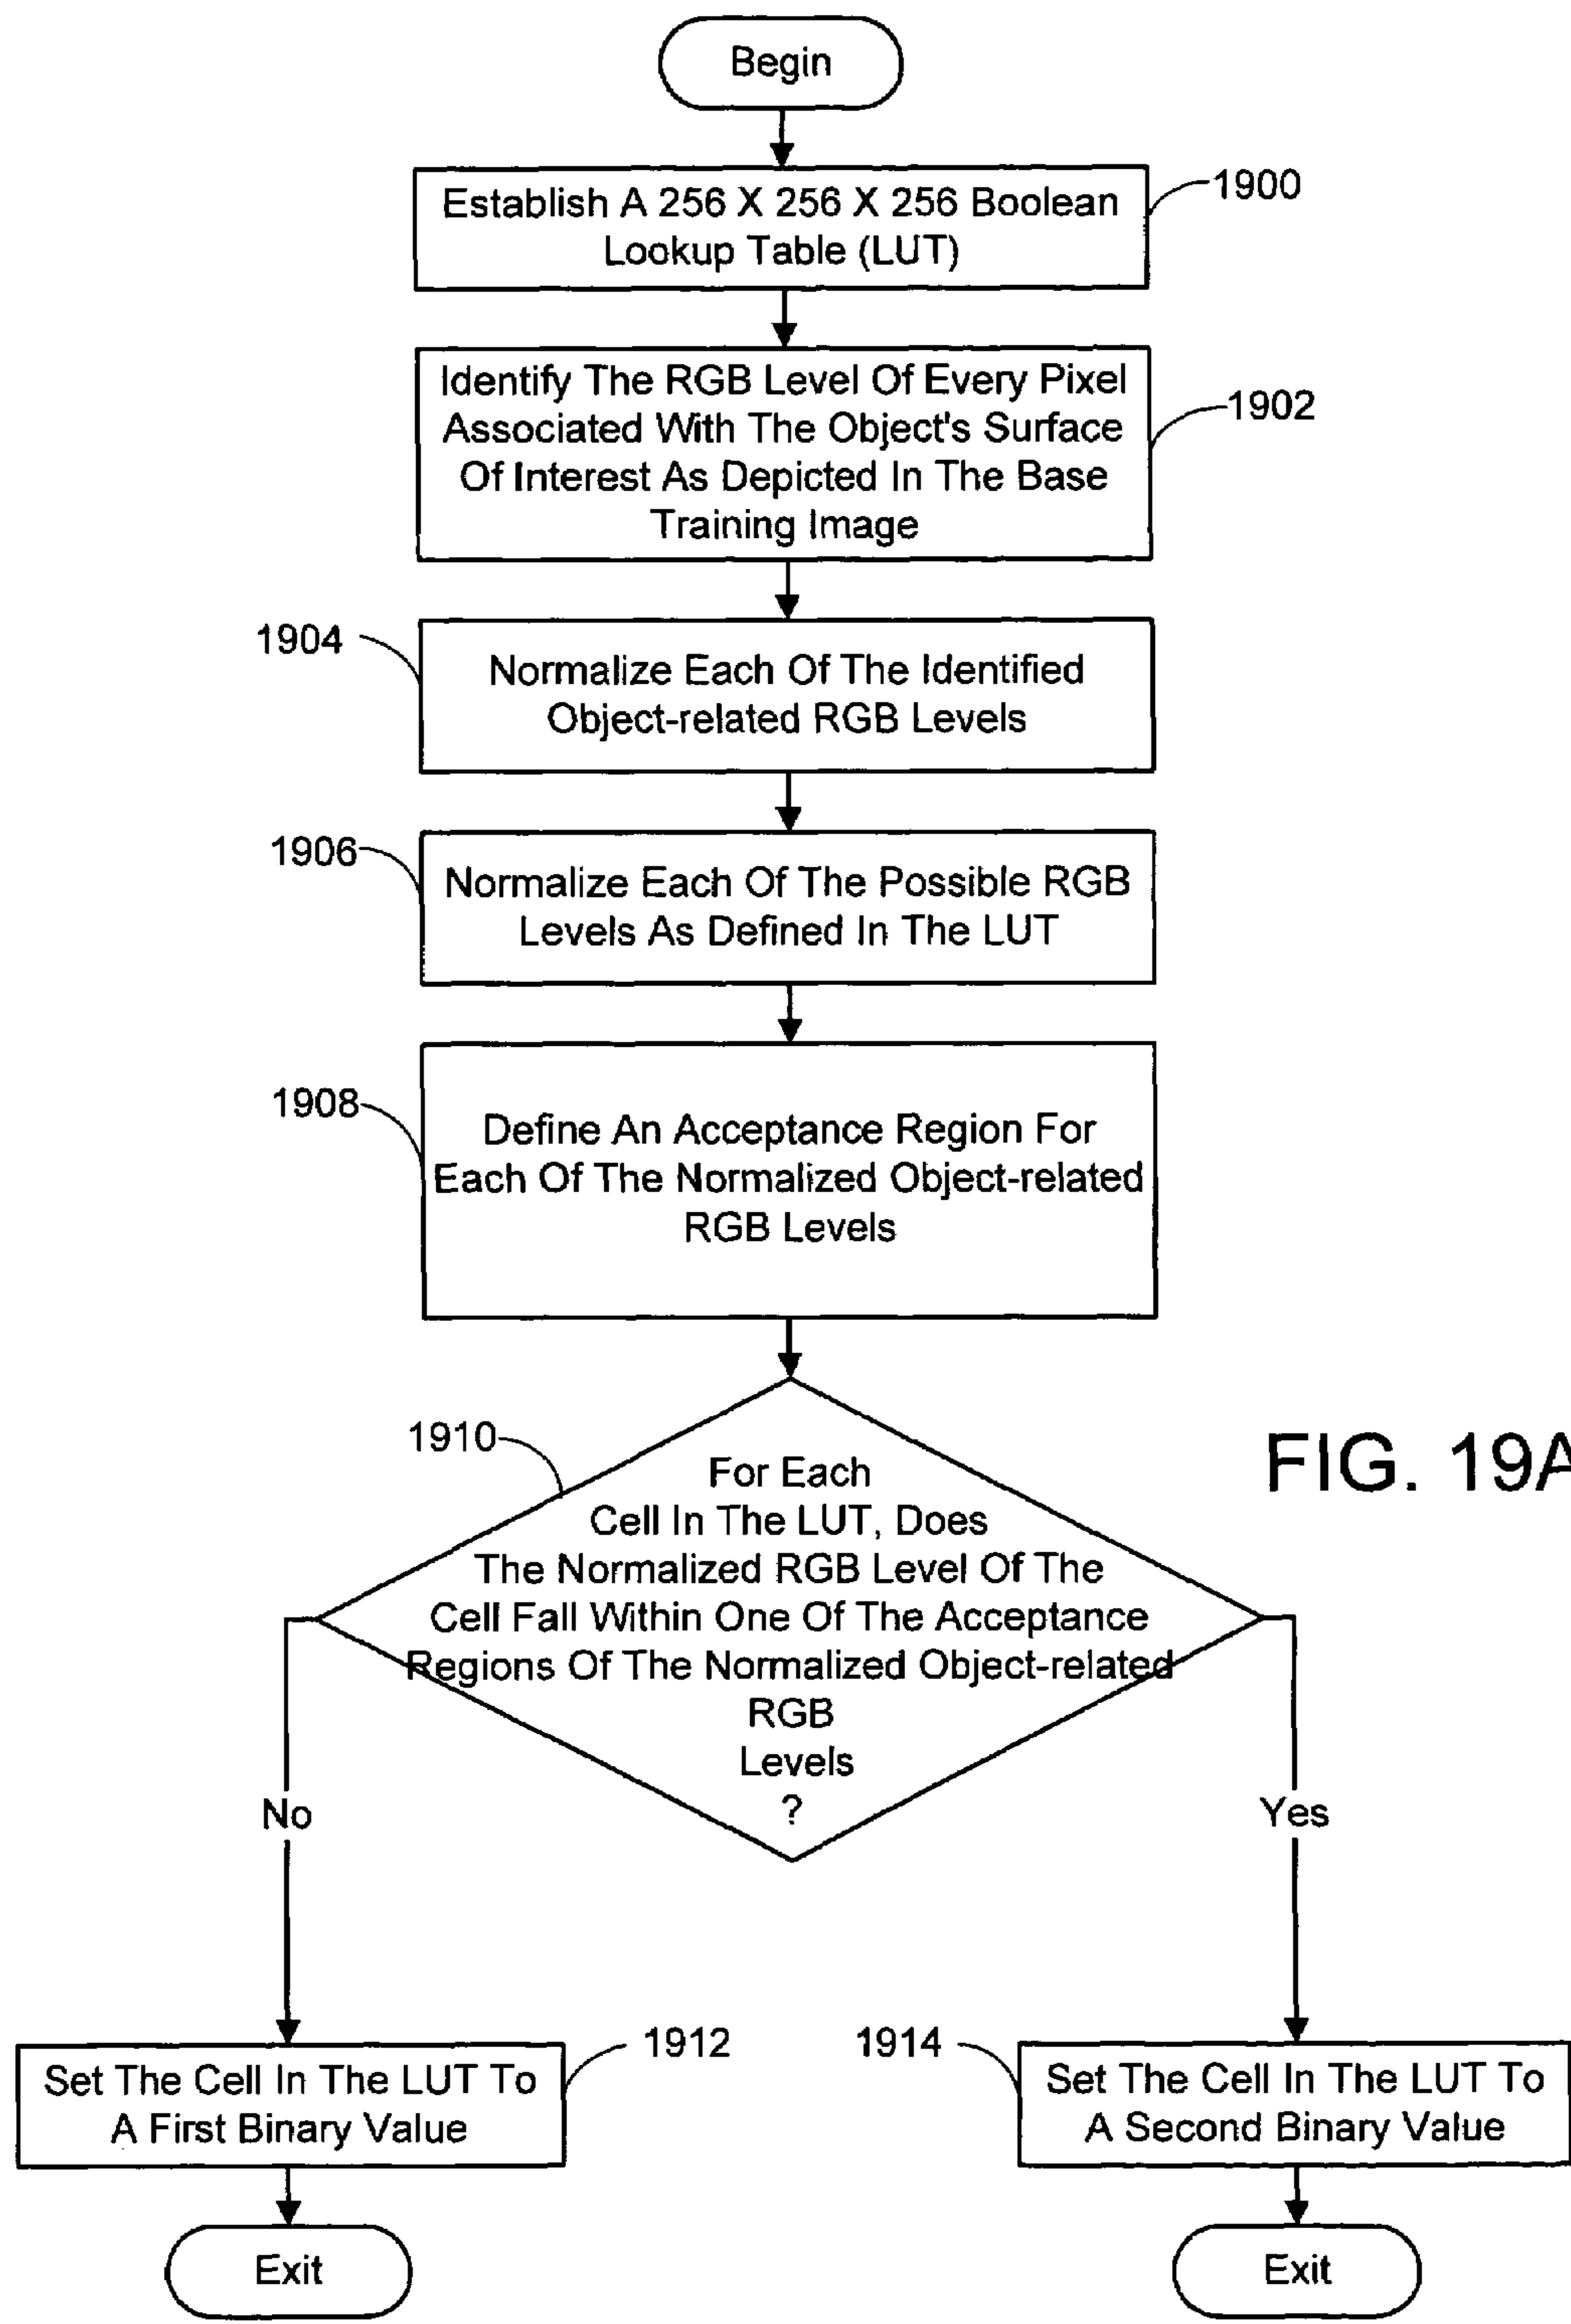 Begin
Establish A 256 X 256 X 256 Boolean
Lookup Table (LUT)
1900
Identify The RGB Level Of Every Pixel
Associated With The Object's Surface
Of Interest As Depicted In The Base
Training Image
1902
1904
Normalize Each Of The Identified
Object-related RGB Levels
1906
Normalize Each Of The Possible RGB
Levels As Defined In The LUT
1908
Define An Acceptance Region For
Each Of The Normalized Object-related
RGB Levels
1910
For Each
Cell In The LUT, Does
The Normalized RGB Level Of The
Cell Fall Within One Of The Acceptance
Regions Of The Normalized Object-related
RGB
Levels
?
FIG. 19A
No
Yes
Set The Cell In The LUT To
A First Binary Value
1912
1914
Set The Cell In The LUT To
A Second Binary Value
Exit
Exit